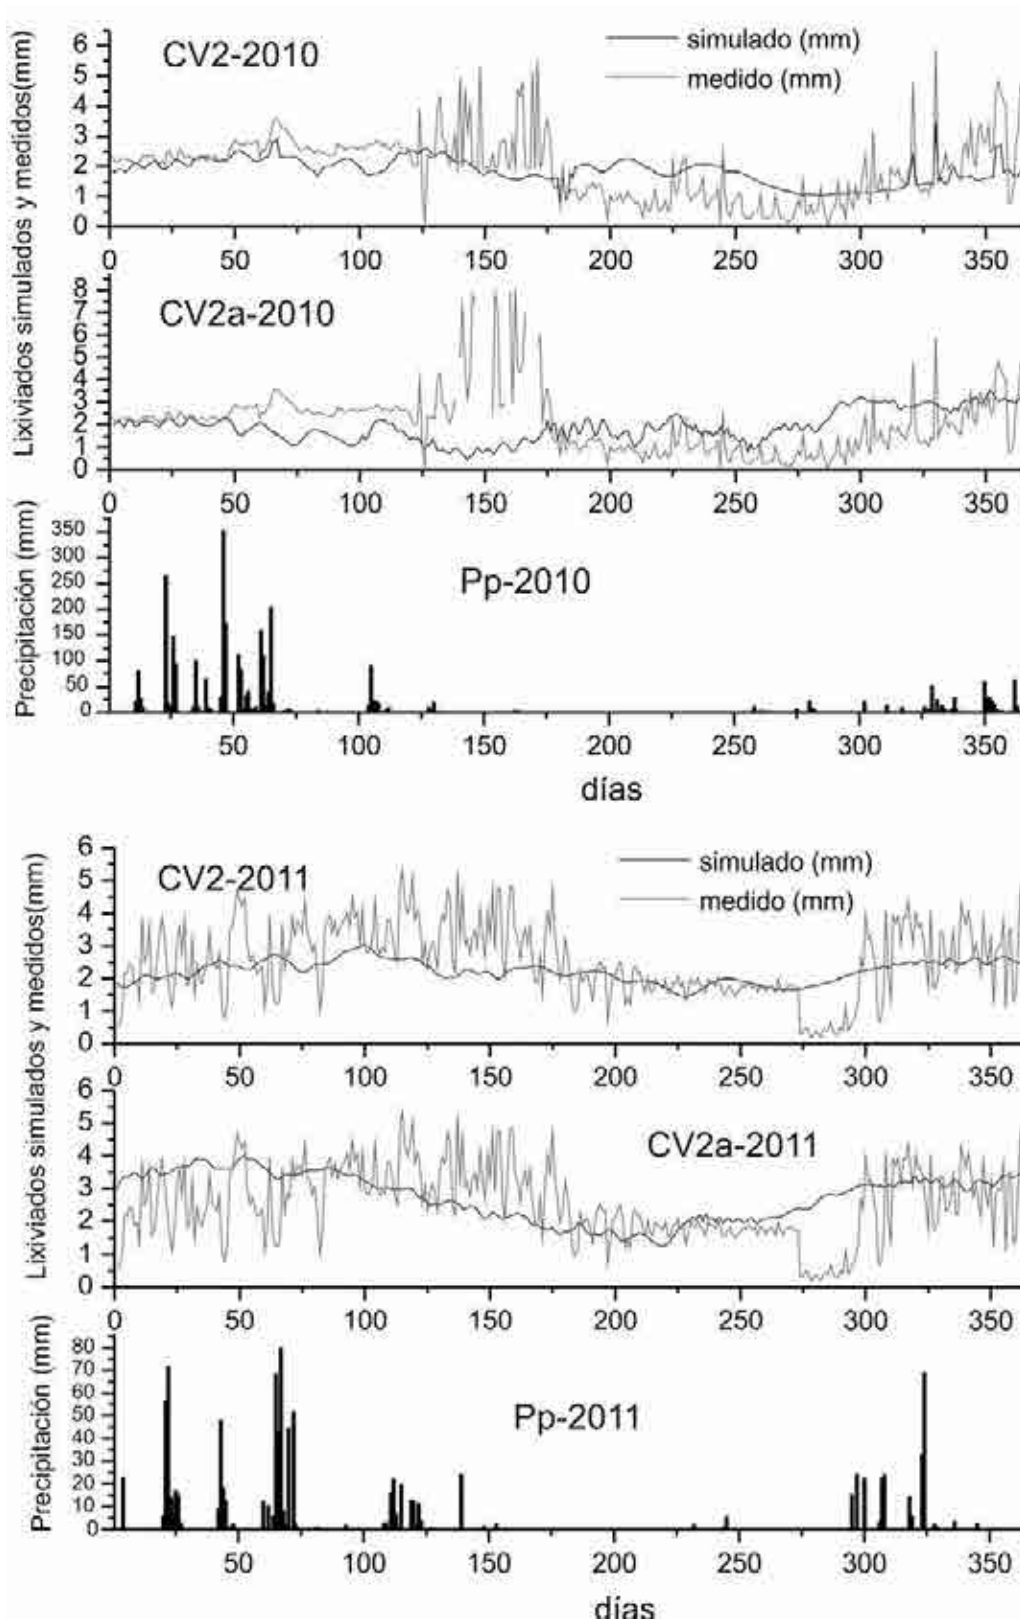 Lixiviados simulados y medidos(mm)
CV2-2010
simulado (mm)
medido (mm)
6
5
4
3
2
1
0
0 50 100 150 200 250 300 350
CV2a-2010
8
7
6
5
4
3
2
1
0
0 50 100 150 200 250 300 350
Precipitación (mm)
Pp-2010
350
300
250
200
150
100
50
0
50 100 150 200 250 300 350
días
Lixiviados simulados y medidos(mm)
CV2-2011
simulado (mm)
medido (mm)
6
5
4
3
2
1
0
0 50 100 150 200 250 300 350
CV2a-2011
6
5
4
3
2
1
0
0 50 100 150 200 250 300 350
Precipitación (mm)
Pp-2011
80
70
60
50
40
30
20
10
0
50 100 150 200 250 300 350
días